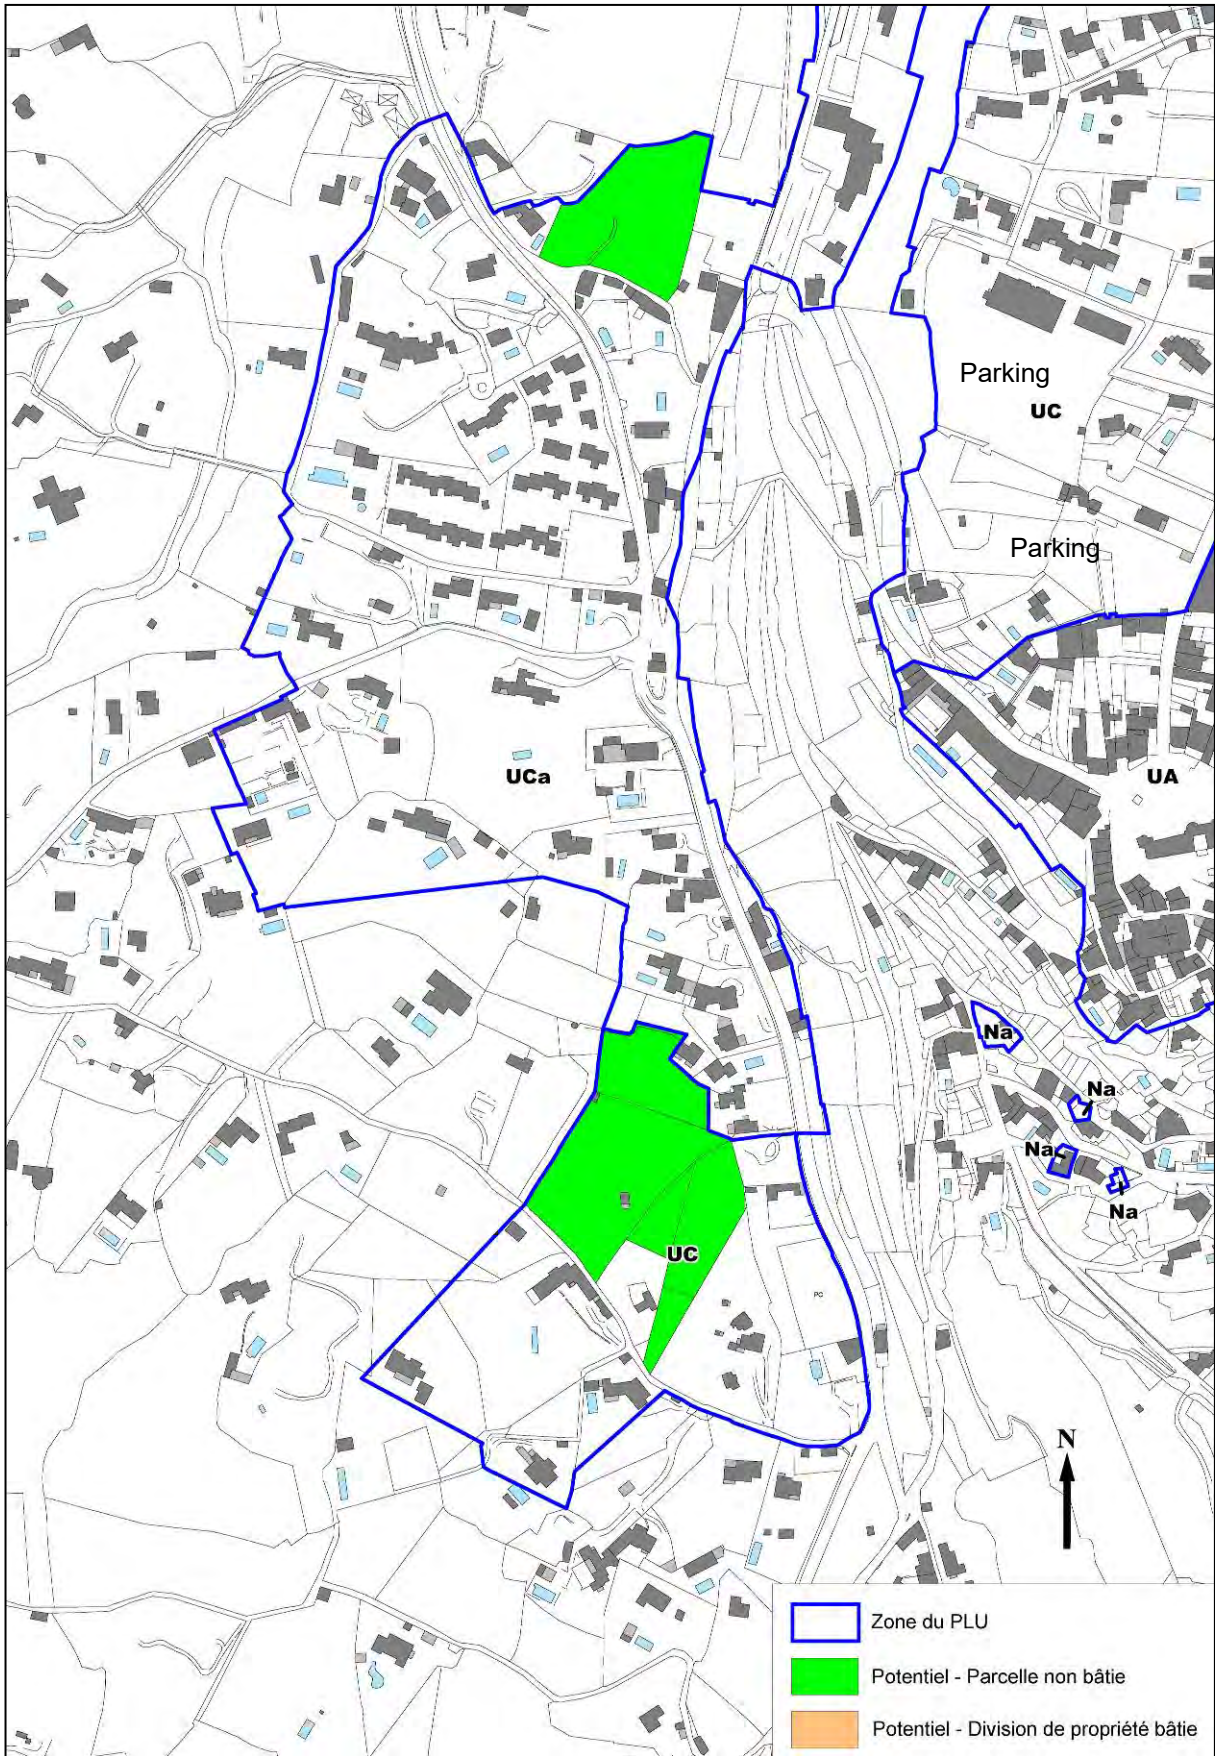 Parking
UC
Parking
UCa
UA
Na
Na
Na
Na
UC
PC
N
Zone du PLU
Potentiel - Parcelle non bâtie
Potentiel - Division de propriété bâtie